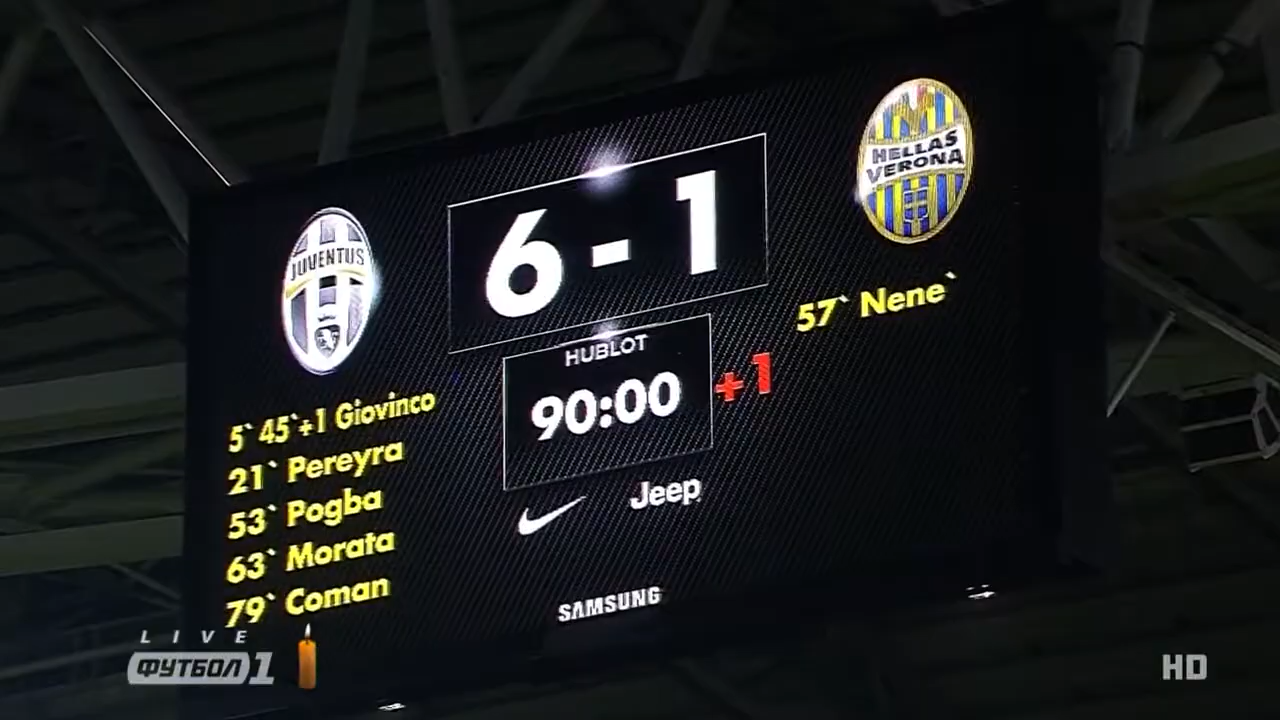 JUVENTUS
6 - 1
HELLAS
VERONA
57` Nene`
HUBLOT
90:00
+1
5` 45`+1 Giovinco
21` Pereyra
53` Pogba
63` Morata
79` Coman
Jeep
SAMSUNG
LIVE
ФУТБОЛ 1
HD